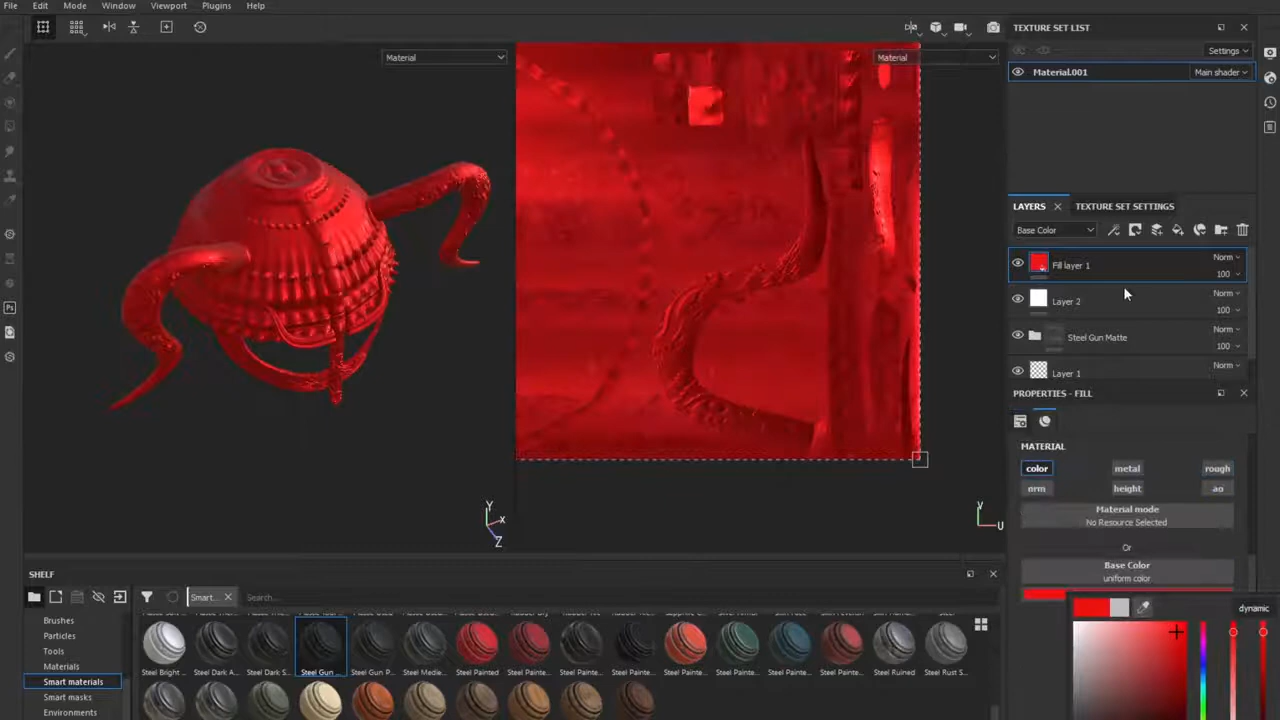 File Edit Mode Window Viewport Plugins Help
Material
Material
TEXTURE SET LIST
Settings
Material.001
Main shader
LAYERS
TEXTURE SET SETTINGS
Base Color
Fill layer 1
Norm
100
Layer 2
Norm
100
Steel Gun Matte
Norm
100
Layer 1
Norm
PROPERTIES - FILL
MATERIAL
color metal rough
nrm height ao
Material mode
No Resource Selected
Or
Base Color
uniform color
dynamic
Y
X
Z
V
U
Ps
SHELF
Smart...
Search...
Brushes
Particles
Tools
Materials
Smart materials
Smart masks
Environments
Steel Bright ... Steel Dark A... Steel Dark S... Steel Gun ... Steel Gun P... Steel Medie... Steel Painted Steel Painte... Steel Painte... Steel Painte... Steel Painte... Steel Painte... Steel Painte... Steel Painte... Steel Ruined Steel Rust S...